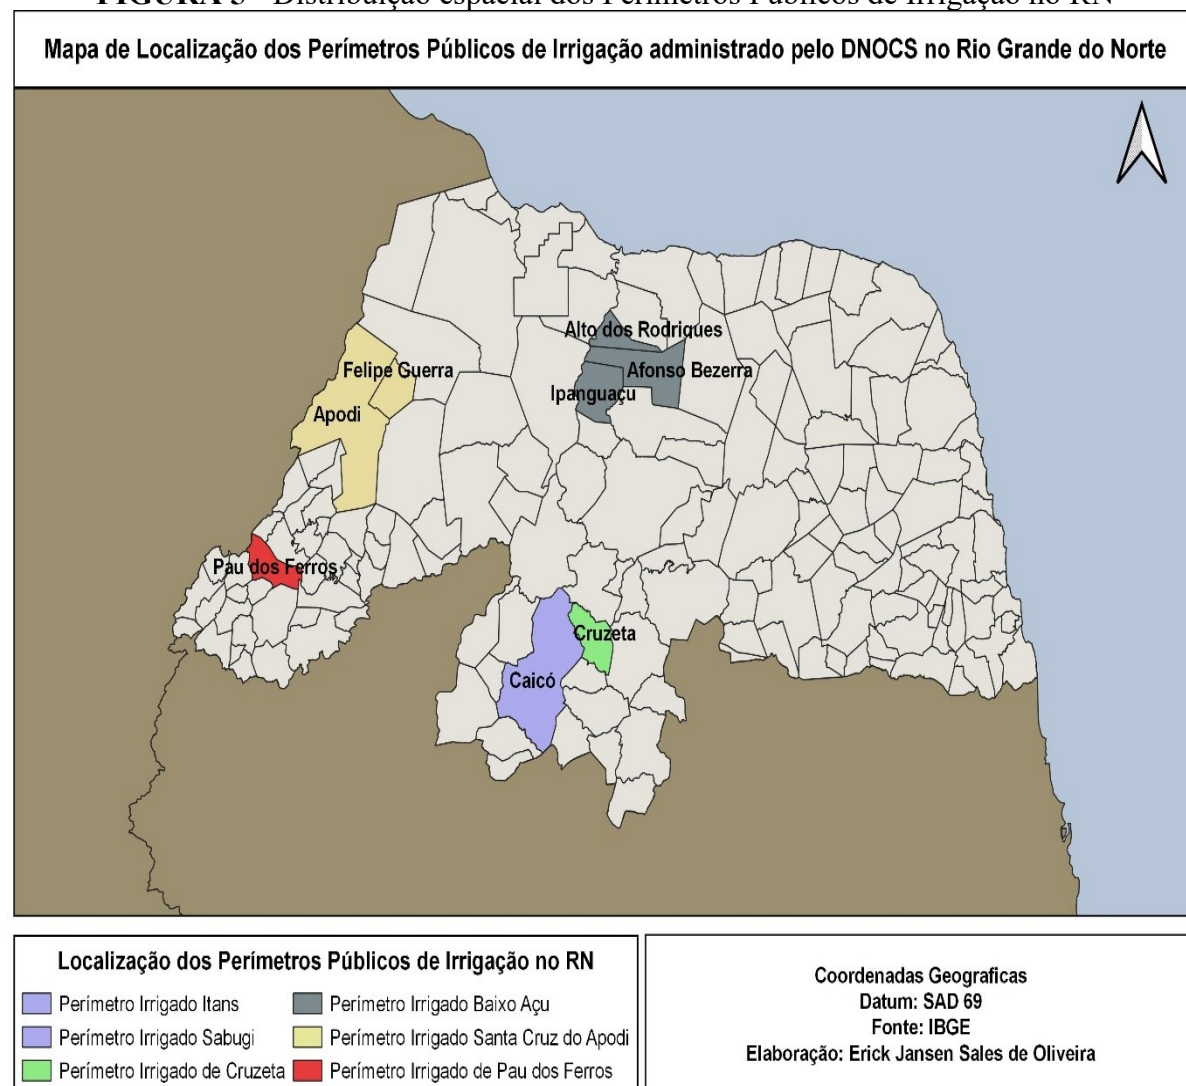 FIGURA 5 - Distribuição espacial dos Perímetros Públicos de Irrigação no RN
Mapa de Localização dos Perímetros Públicos de Irrigação administrado pelo DNOCS no Rio Grande do Norte
Alto dos Rodrigues
Felipe Guerra
Afonso Bezerra
Ipanguaçu
Apodi
Pau dos Ferros
Cruzeta
Caicó
Localização dos Perímetros Públicos de Irrigação no RN
Perímetro Irrigado Itans
Perímetro Irrigado Baixo Açu
Perímetro Irrigado Sabugi
Perímetro Irrigado Santa Cruz do Apodi
Perímetro Irrigado de Cruzeta
Perímetro Irrigado de Pau dos Ferros
Coordenadas Geograficas
Datum: SAD 69
Fonte: IBGE
Elaboração: Erick Jansen Sales de Oliveira